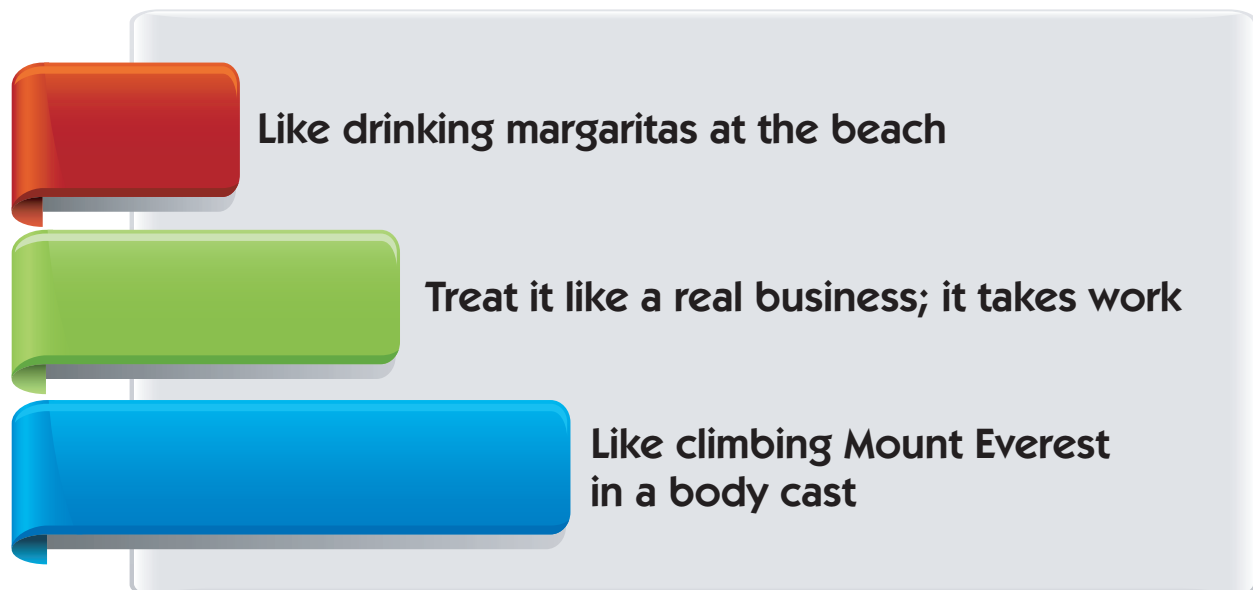 Like drinking margaritas at the beach
Treat it like a real business; it takes work
Like climbing Mount Everest
in a body cast